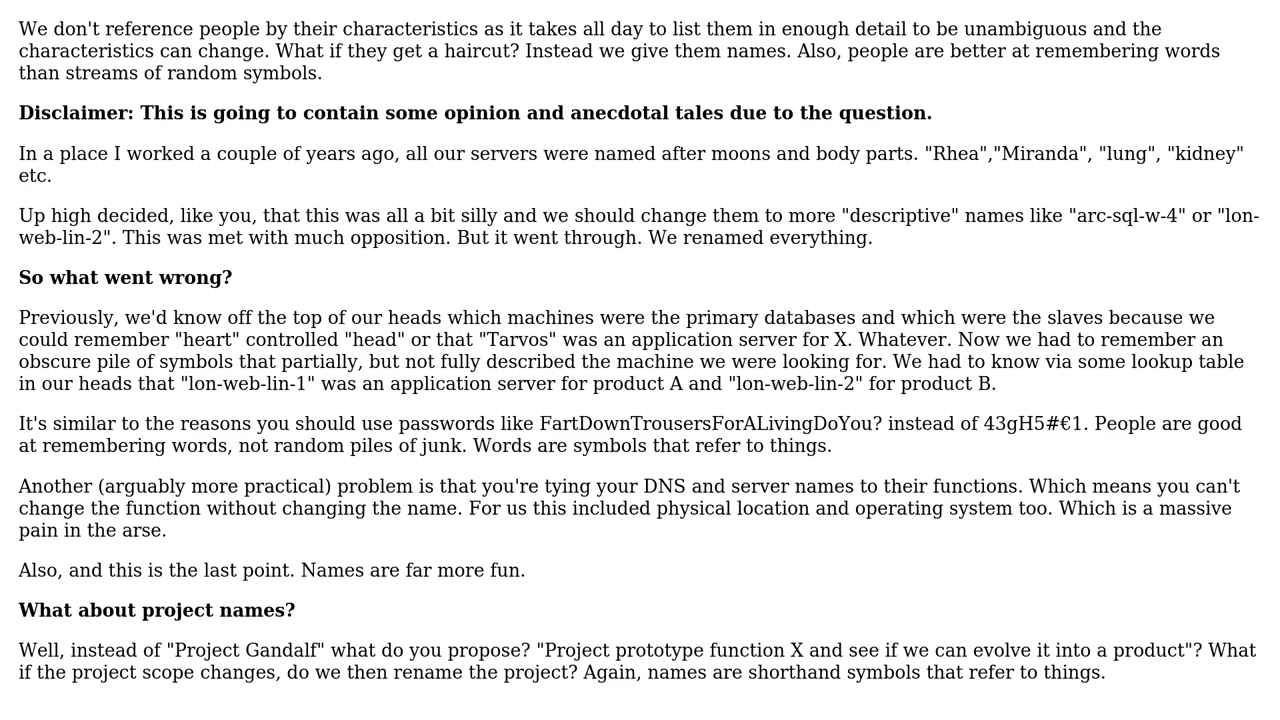 We don't reference people by their characteristics as it takes all day to list them in enough detail to be unambiguous and the
characteristics can change. What if they get a haircut? Instead we give them names. Also, people are better at remembering words
than streams of random symbols.
Disclaimer: This is going to contain some opinion and anecdotal tales due to the question.
In a place I worked a couple of years ago, all our servers were named after moons and body parts. "Rhea","Miranda", "lung", "kidney"
etc.
Up high decided, like you, that this was all a bit silly and we should change them to more "descriptive" names like "arc-sql-w-4" or "lon-
web-lin-2". This was met with much opposition. But it went through. We renamed everything.
So what went wrong?
Previously, we'd know off the top of our heads which machines were the primary databases and which were the slaves because we
could remember "heart" controlled "head" or that "Tarvos" was an application server for X. Whatever. Now we had to remember an
obscure pile of symbols that partially, but not fully described the machine we were looking for. We had to know via some lookup table
in our heads that "lon-web-lin-1" was an application server for product A and "lon-web-lin-2" for product B.
It's similar to the reasons you should use passwords like FartDownTrousersForALivingDoYou? instead of 43gH5#€1. People are good
at remembering words, not random piles of junk. Words are symbols that refer to things.
Another (arguably more practical) problem is that you're tying your DNS and server names to their functions. Which means you can't
change the function without changing the name. For us this included physical location and operating system too. Which is a massive
pain in the arse.
Also, and this is the last point. Names are far more fun.
What about project names?
Well, instead of "Project Gandalf" what do you propose? "Project prototype function X and see if we can evolve it into a product"? What
if the project scope changes, do we then rename the project? Again, names are shorthand symbols that refer to things.